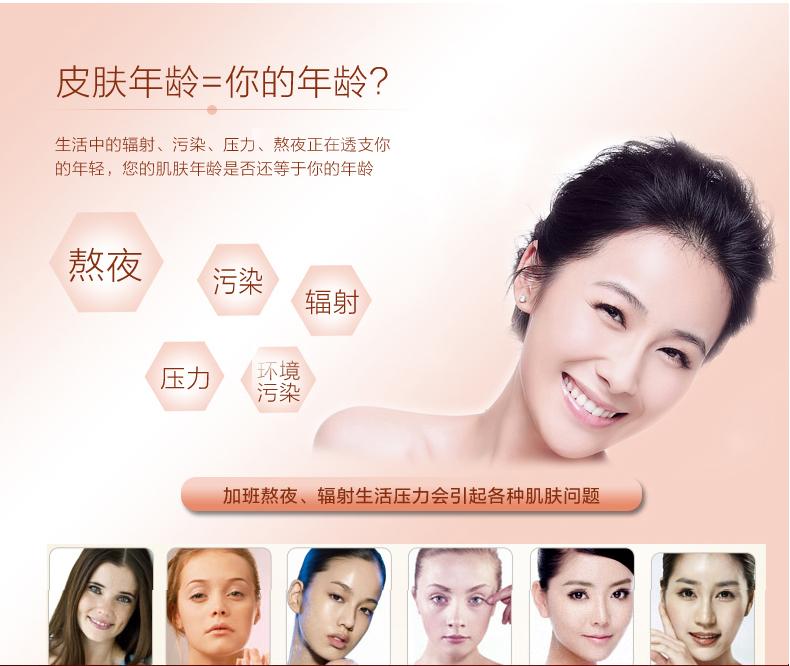 皮肤年龄=你的年龄?
生活中的辐射、污染、压力、熬夜正在透支你
的年轻，您的肌肤年龄是否还等于你的年龄
熬夜
污染
辐射
压力
环境
污染
加班熬夜、辐射生活压力会引起各种肌肤问题